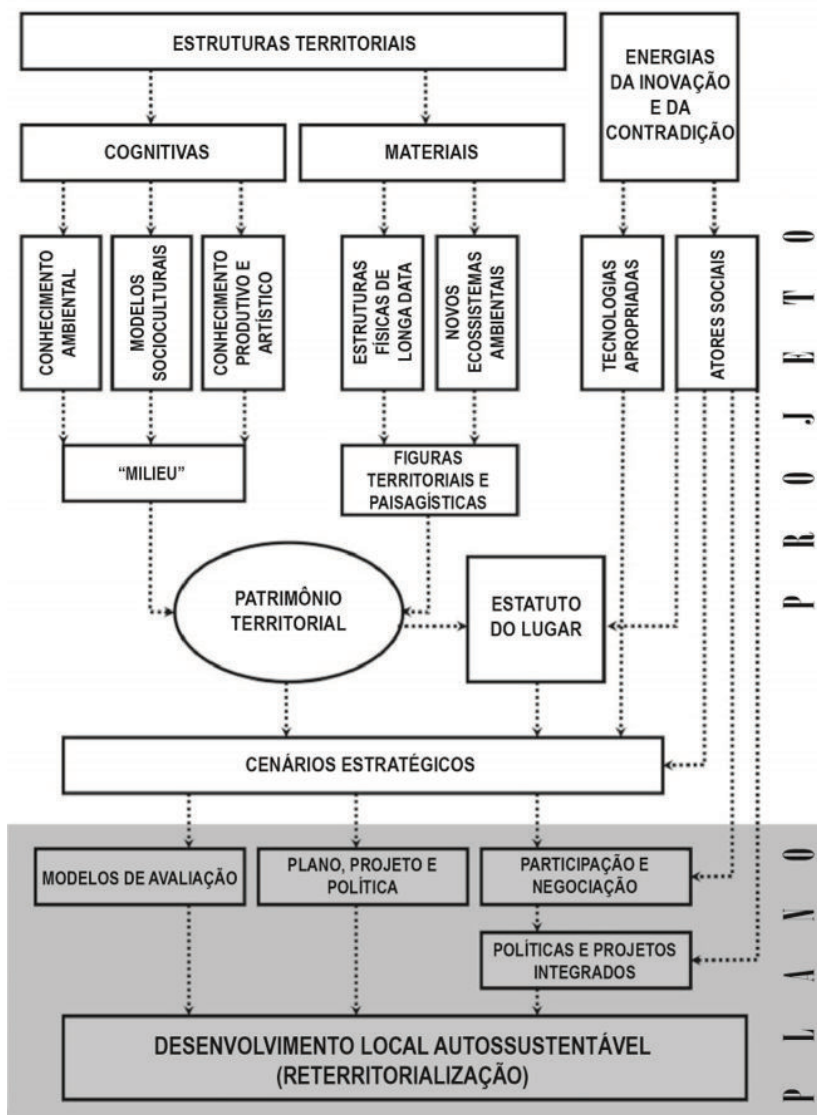 ESTRUTURAS TERRITORIAIS
ENERGIAS
DA INOVAÇÃO
E DA
CONTRADIÇÃO
COGNITIVAS
MATERIAIS
CONHECIMENTO
AMBIENTAL
MODELOS
SOCIOCULTURAIS
CONHECIMENTO
PRODUTIVO E
ARTÍSTICO
ESTRUTURAS
FÍSICAS DE
LONGA DATA
NOVOS
ECOSSISTEMAS
AMBIENTAIS
TECNOLOGIAS
APROPRIADAS
ATORES SOCIAIS
PROJETO
“MILIEU”
FIGURAS
TERRITORIAIS E
PAISAGÍSTICAS
PATRIMÔNIO
TERRITORIAL
ESTATUTO
DO LUGAR
CENÁRIOS ESTRATÉGICOS
MODELOS DE AVALIAÇÃO
PLANO, PROJETO E
POLÍTICA
PARTICIPAÇÃO E
NEGOCIAÇÃO
POLÍTICAS E PROJETOS
INTEGRADOS
PLANO
DESENVOLVIMENTO LOCAL AUTOSSUSTENTÁVEL
(RETERRITORIALIZAÇÃO)